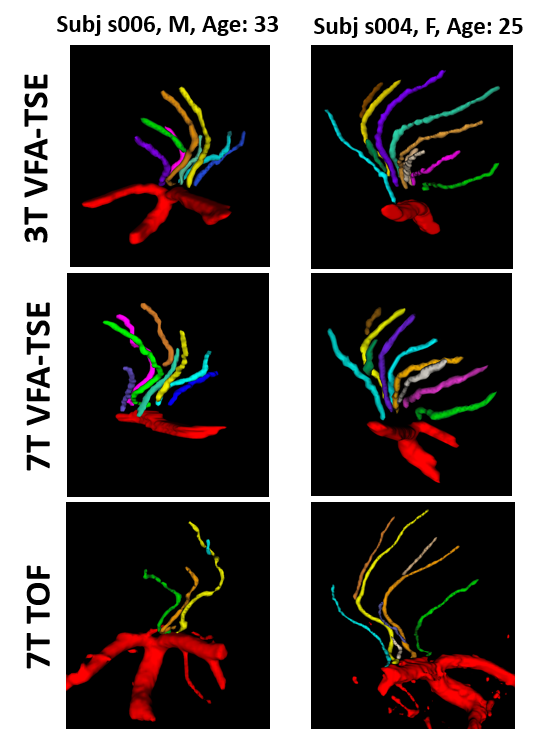 Subj s006, M, Age: 33
Subj s004, F, Age: 25
3T VFA-TSE
7T VFA-TSE
7T TOF